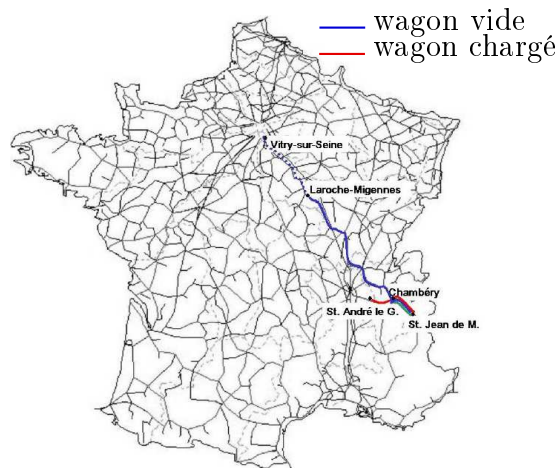 wagon vide
wagon chargé
Vitry-sur-Seine
Laroche-Migennes
Chambéry
St. André le G.
St. Jean de M.